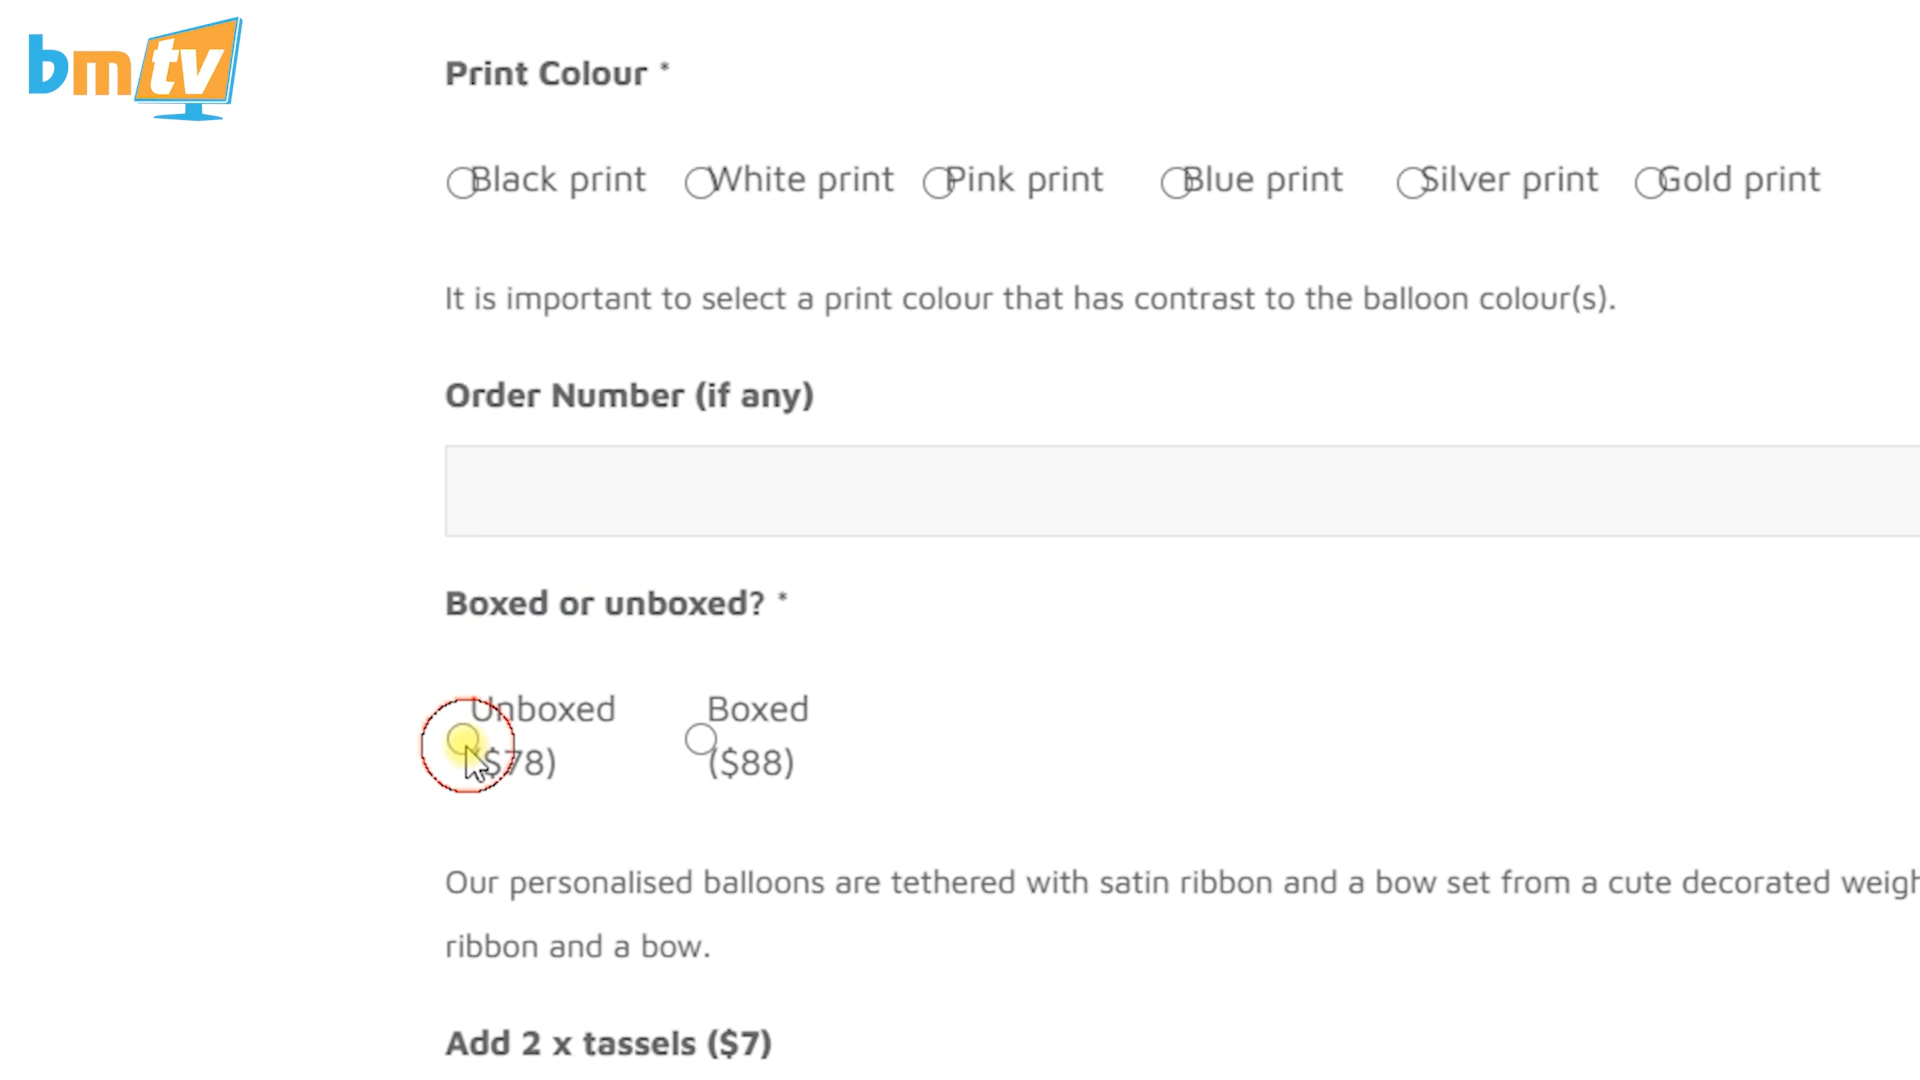 bmtv
Print Colour *
Black print White print Pink print Blue print Silver print Gold print
It is important to select a print colour that has contrast to the balloon colour(s).
Order Number (if any)
Boxed or unboxed? *
Unboxed Boxed
($78) ($88)
Our personalised balloons are tethered with satin ribbon and a bow set from a cute decorated
ribbon and a bow.
Add 2 x tassels ($7)